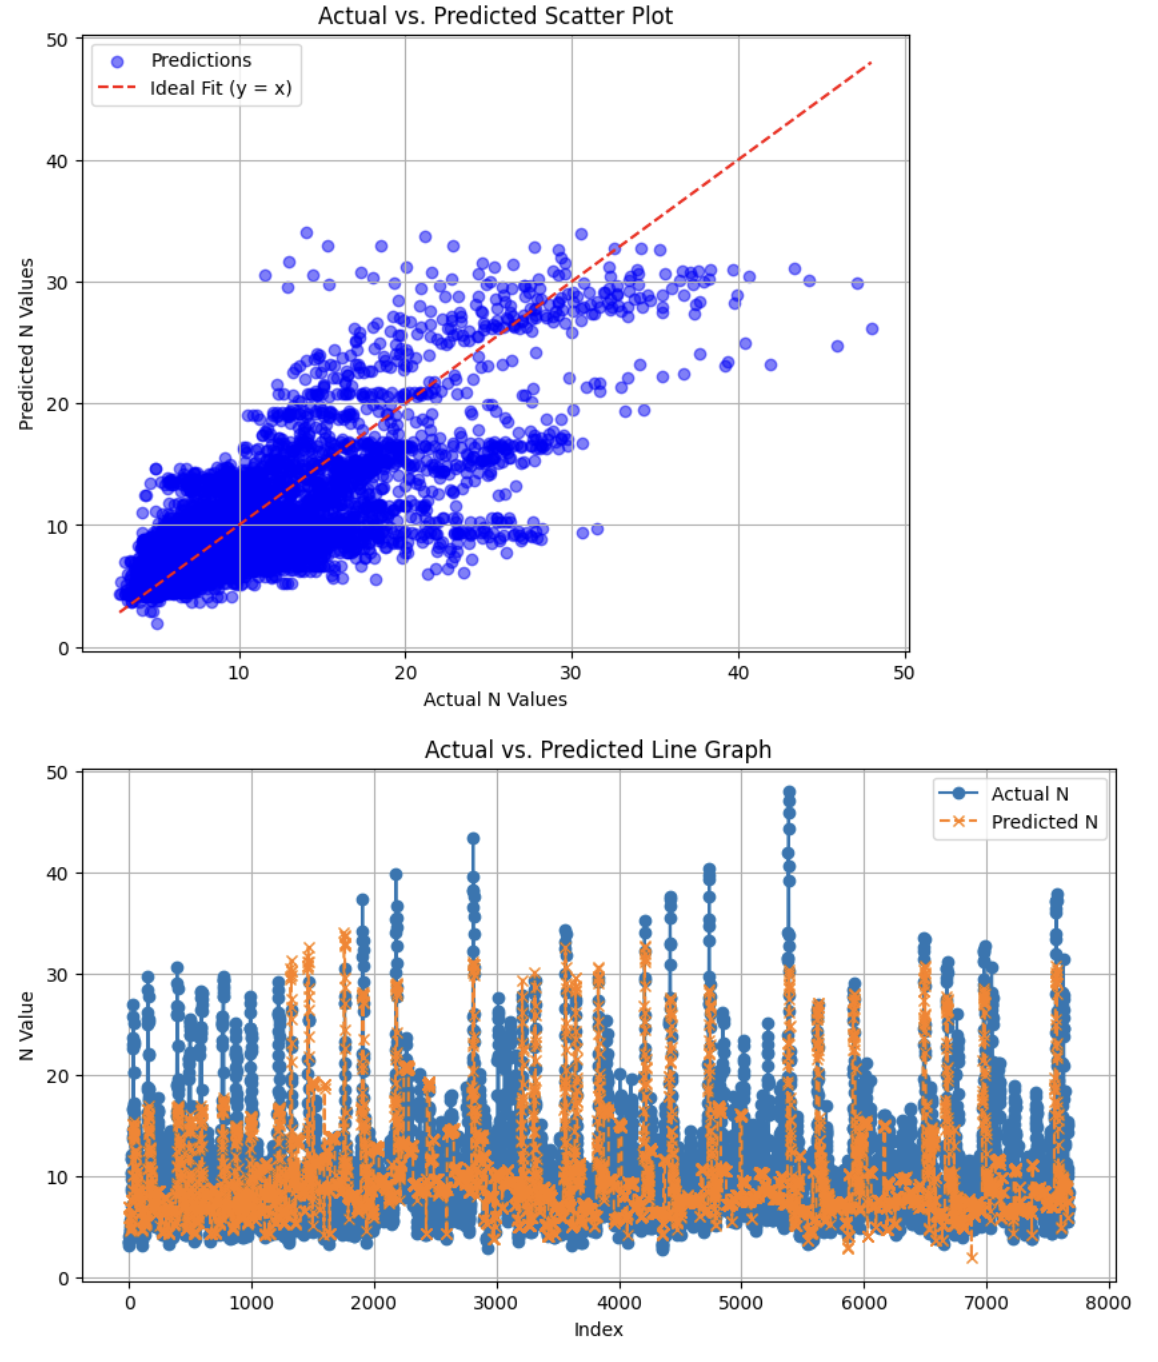 Actual vs. Predicted Scatter Plot
50
40
30
20
10
0
Predicted N Values
Predictions
Ideal Fit (y = x)
10 20 30 40 50
Actual N Values
Actual vs. Predicted Line Graph
50
40
30
20
10
0
N Value
Actual N
Predicted N
0 1000 2000 3000 4000 5000 6000 7000 8000
Index